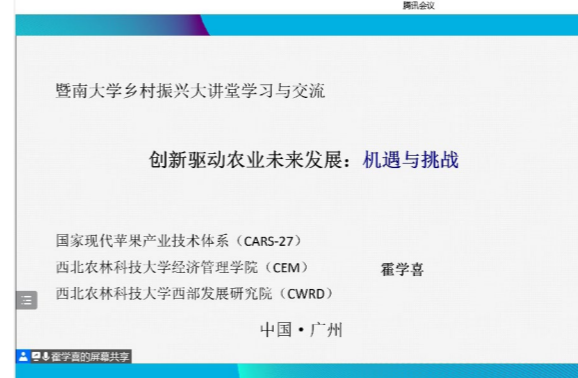 腾讯会议
暨南大学乡村振兴大讲堂学习与交流
创新驱动农业未来发展：机遇与挑战
国家现代苹果产业技术体系（CARS-27）
西北农林科技大学经济管理学院（CEM）
霍学喜
西北农林科技大学西部发展研究院（CWRD）
中国•广州
霍学喜的屏幕共享